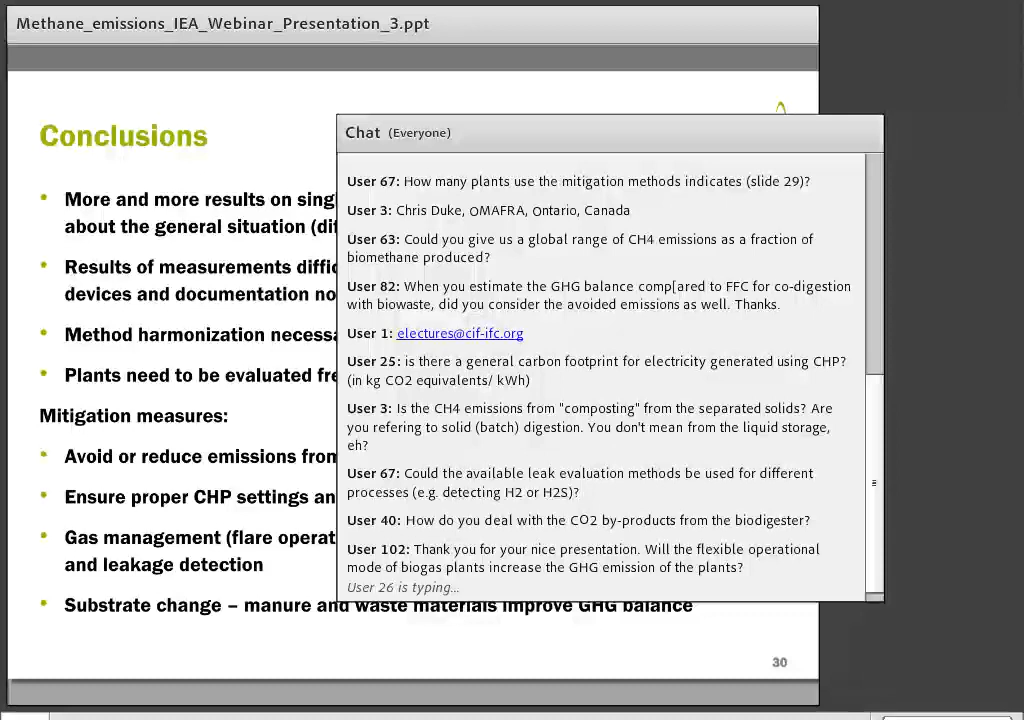 Methane_emissions_IEA_Webinar_Presentation_3.ppt
Conclusions
• More and more results on sing
about the general situation (di
• Results of measurements diffic
devices and documentation no
• Method harmonization necessa
• Plants need to be evaluated fre
Mitigation measures:
• Avoid or reduce emissions from
• Ensure proper CHP settings an
• Gas management (flare operat
and leakage detection
• Substrate change – manure and waste materials improve GHG balance
30
Chat (Everyone)
User 67: How many plants use the mitigation methods indicates (slide 29)?
User 3: Chris Duke, OMAFRA, Ontario, Canada
User 63: Could you give us a global range of CH4 emissions as a fraction of
biomethane produced?
User 82: When you estimate the GHG balance comp[ared to FFC for co-digestion
with biowaste, did you consider the avoided emissions as well. Thanks.
User 1: electures@cif-ifc.org
User 25: is there a general carbon footprint for electricity generated using CHP?
(in kg CO2 equivalents/ kWh)
User 3: Is the CH4 emissions from "composting" from the separated solids? Are
you refering to solid (batch) digestion. You don't mean from the liquid storage,
eh?
User 67: Could the available leak evaluation methods be used for different
processes (e.g. detecting H2 or H2S)?
User 40: How do you deal with the CO2 by-products from the biodigester?
User 102: Thank you for your nice presentation. Will the flexible operational
mode of biogas plants increase the GHG emission of the plants?
User 26 is typing...